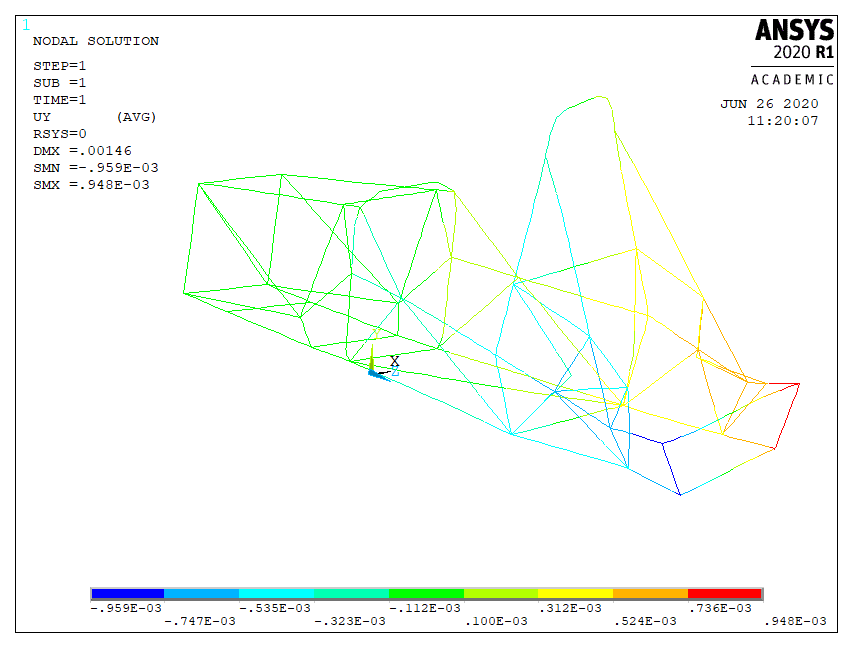 1
NODAL SOLUTION
STEP=1
SUB =1
TIME=1
UY (AVG)
RSYS=0
DMX =.00146
SMN =-.959E-03
SMX =.948E-03
ANSYS
2020 R1
ACADEMIC
JUN 26 2020
11:20:07
X
Z
-.959E-03 -.535E-03 -.112E-03 .312E-03 .736E-03
-.747E-03 -.323E-03 .100E-03 .524E-03 .948E-03